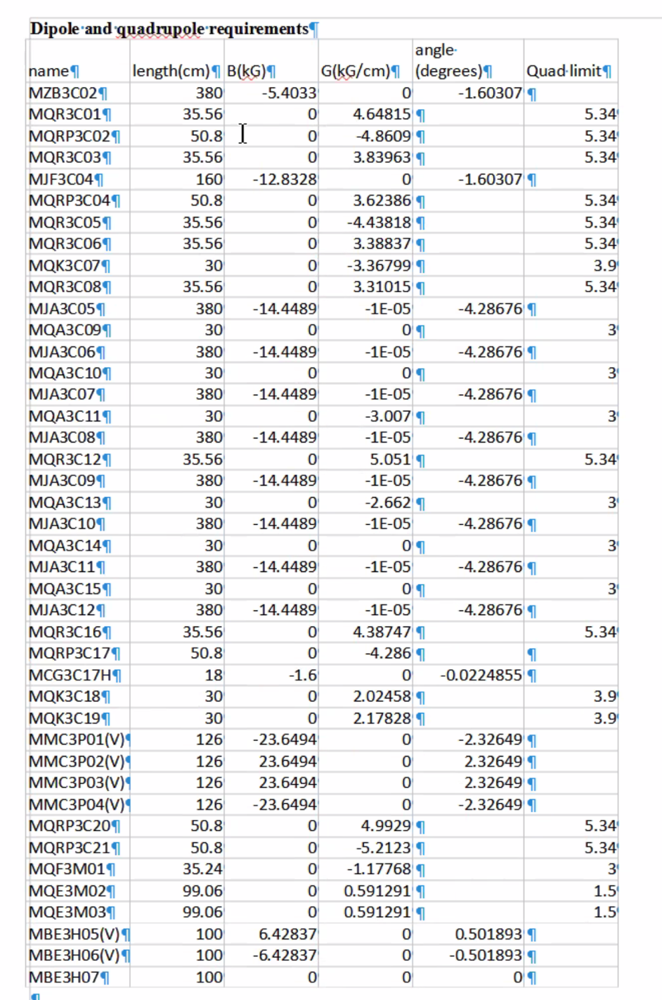 Dipole and quadrupole requirements
name length(cm) B(kG) G(kG/cm) angle (degrees) Quad limit
MZB3C02 380 -5.4033 0 -1.60307
MQR3C01 35.56 0 4.64815 5.34
MQRP3C02 50.8 0 -4.8609 5.34
MQR3C03 35.56 0 3.83963 5.34
MJF3C04 160 -12.8328 0 -1.60307
MQRP3C04 50.8 0 3.62386 5.34
MQR3C05 35.56 0 -4.43818 5.34
MQR3C06 35.56 0 3.38837 5.34
MQK3C07 30 0 -3.36799 3.9
MQR3C08 35.56 0 3.31015 5.34
MJA3C05 380 -14.4489 -1E-05 -4.28676
MQA3C09 30 0 0 3
MJA3C06 380 -14.4489 -1E-05 -4.28676
MQA3C10 30 0 0 3
MJA3C07 380 -14.4489 -1E-05 -4.28676
MQA3C11 30 0 -3.007 3
MJA3C08 380 -14.4489 -1E-05 -4.28676
MQR3C12 35.56 0 5.051 5.34
MJA3C09 380 -14.4489 -1E-05 -4.28676
MQA3C13 30 0 -2.662 3
MJA3C10 380 -14.4489 -1E-05 -4.28676
MQA3C14 30 0 0 3
MJA3C11 380 -14.4489 -1E-05 -4.28676
MQA3C15 30 0 0 3
MJA3C12 380 -14.4489 -1E-05 -4.28676
MQR3C16 35.56 0 4.38747 5.34
MQRP3C17 50.8 0 -4.286
MCG3C17H 18 -1.6 0 -0.0224855
MQK3C18 30 0 2.02458 3.9
MQK3C19 30 0 2.17828 3.9
MMC3P01(V) 126 -23.6494 0 -2.32649
MMC3P02(V) 126 23.6494 0 2.32649
MMC3P03(V) 126 23.6494 0 2.32649
MMC3P04(V) 126 -23.6494 0 -2.32649
MQRP3C20 50.8 0 4.9929 5.34
MQRP3C21 50.8 0 -5.2123 5.34
MQF3M01 35.24 0 -1.17768 3
MQE3M02 99.06 0 0.591291 1.5
MQE3M03 99.06 0 0.591291 1.5
MBE3H05(V) 100 6.42837 0 0.501893
MBE3H06(V) 100 -6.42837 0 -0.501893
MBE3H07 100 0 0 0